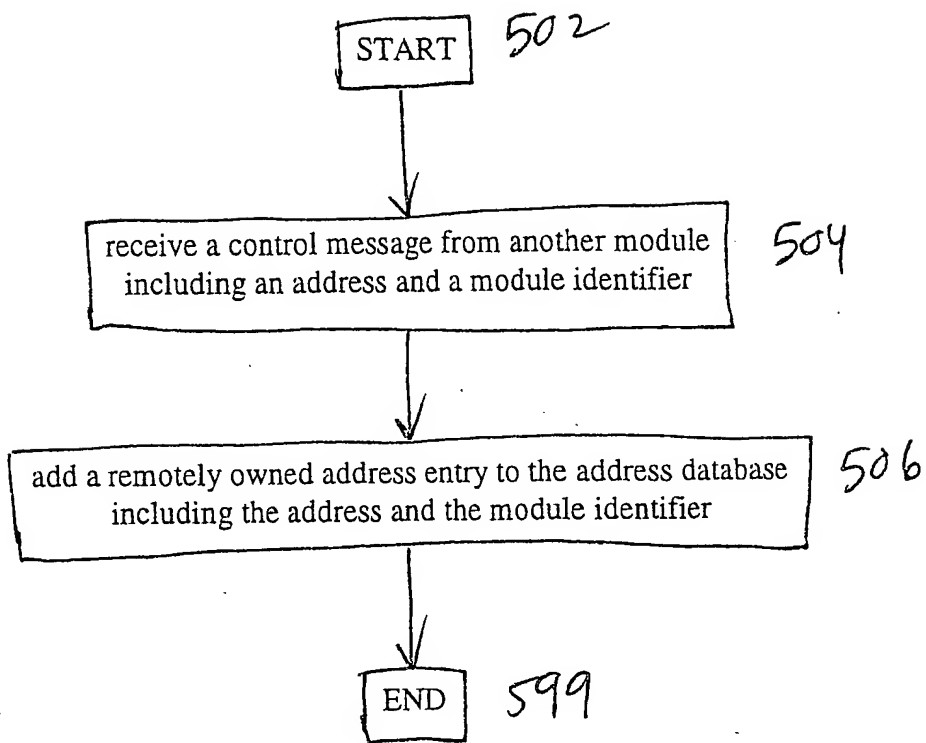 START 502
receive a control message from another module
including an address and a module identifier
504
add a remotely owned address entry to the address database
including the address and the module identifier
506
END 599